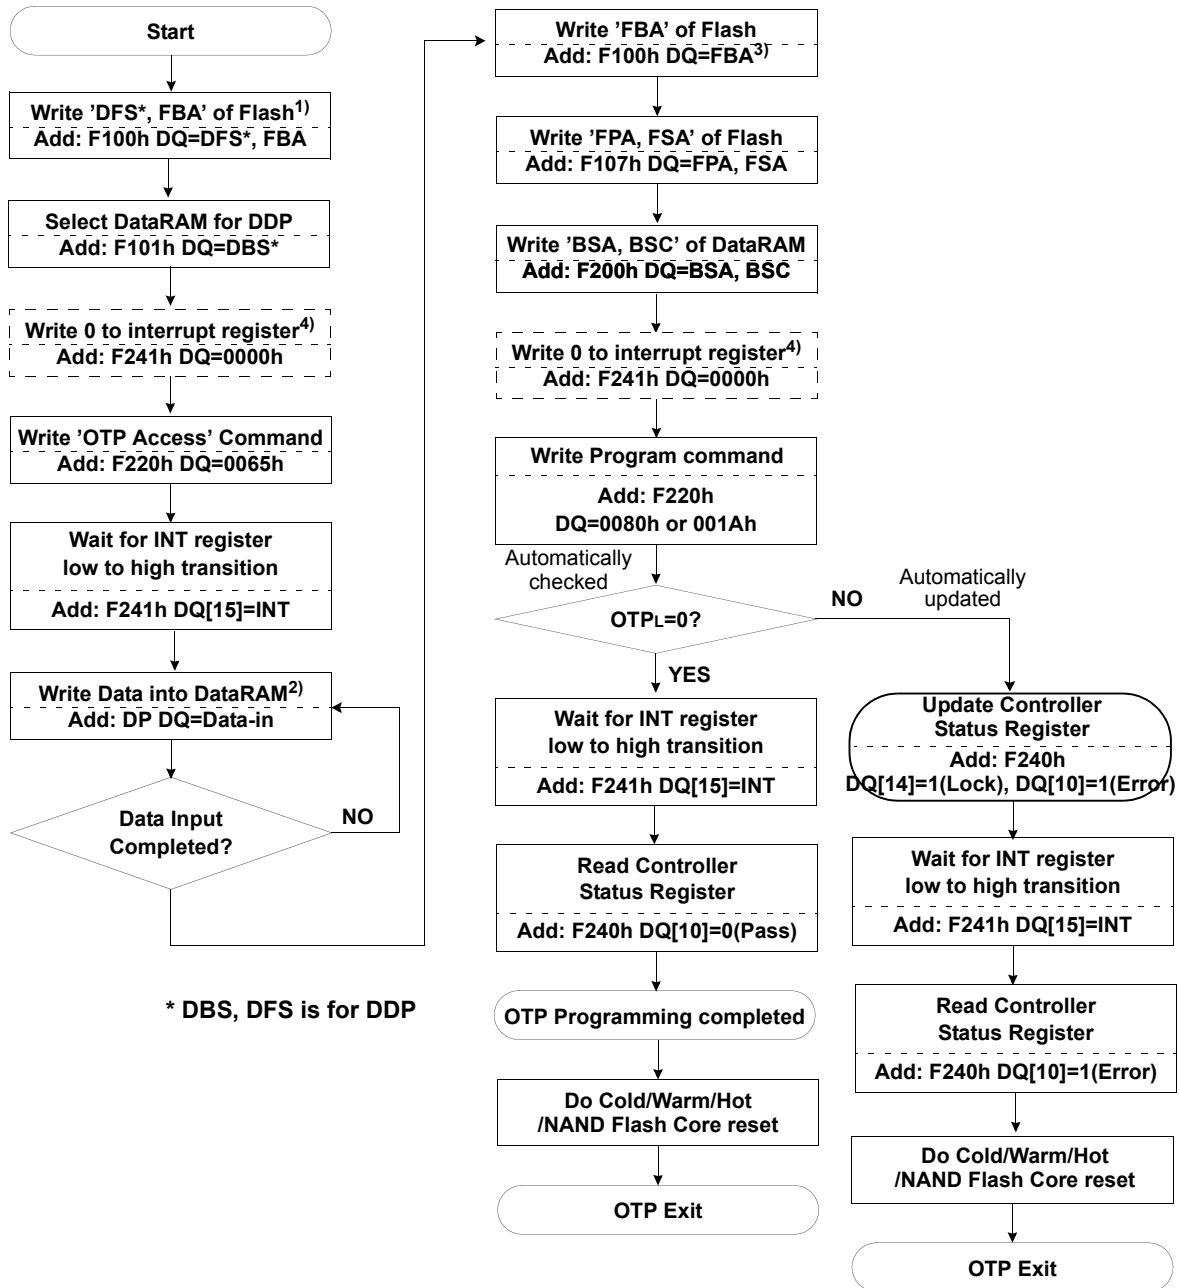 Start
Write ’DFS*, FBA’ of Flash1)
Add: F100h DQ=DFS*, FBA
Select DataRAM for DDP
Add: F101h DQ=DBS*
Write 0 to interrupt register4)
Add: F241h DQ=0000h
Write ’OTP Access’ Command
Add: F220h DQ=0065h
Wait for INT register
low to high transition
Add: F241h DQ[15]=INT
Write Data into DataRAM2)
Add: DP DQ=Data-in
Data Input
Completed?
NO
* DBS, DFS is for DDP
Write ’FBA’ of Flash
Add: F100h DQ=FBA3)
Write ’FPA, FSA’ of Flash
Add: F107h DQ=FPA, FSA
Write ’BSA, BSC’ of DataRAM
Add: F200h DQ=BSA, BSC
Write 0 to interrupt register4)
Add: F241h DQ=0000h
Write Program command
Add: F220h
DQ=0080h or 001Ah
Automatically
checked
OTPL=0?
YES
Wait for INT register
low to high transition
Add: F241h DQ[15]=INT
Read Controller
Status Register
Add: F240h DQ[10]=0(Pass)
OTP Programming completed
Do Cold/Warm/Hot
/NAND Flash Core reset
OTP Exit
NO
Automatically
updated
Update Controller
Status Register
Add: F240h
DQ[14]=1(Lock), DQ[10]=1(Error)
Wait for INT register
low to high transition
Add: F241h DQ[15]=INT
Read Controller
Status Register
Add: F240h DQ[10]=1(Error)
Do Cold/Warm/Hot
/NAND Flash Core reset
OTP Exit